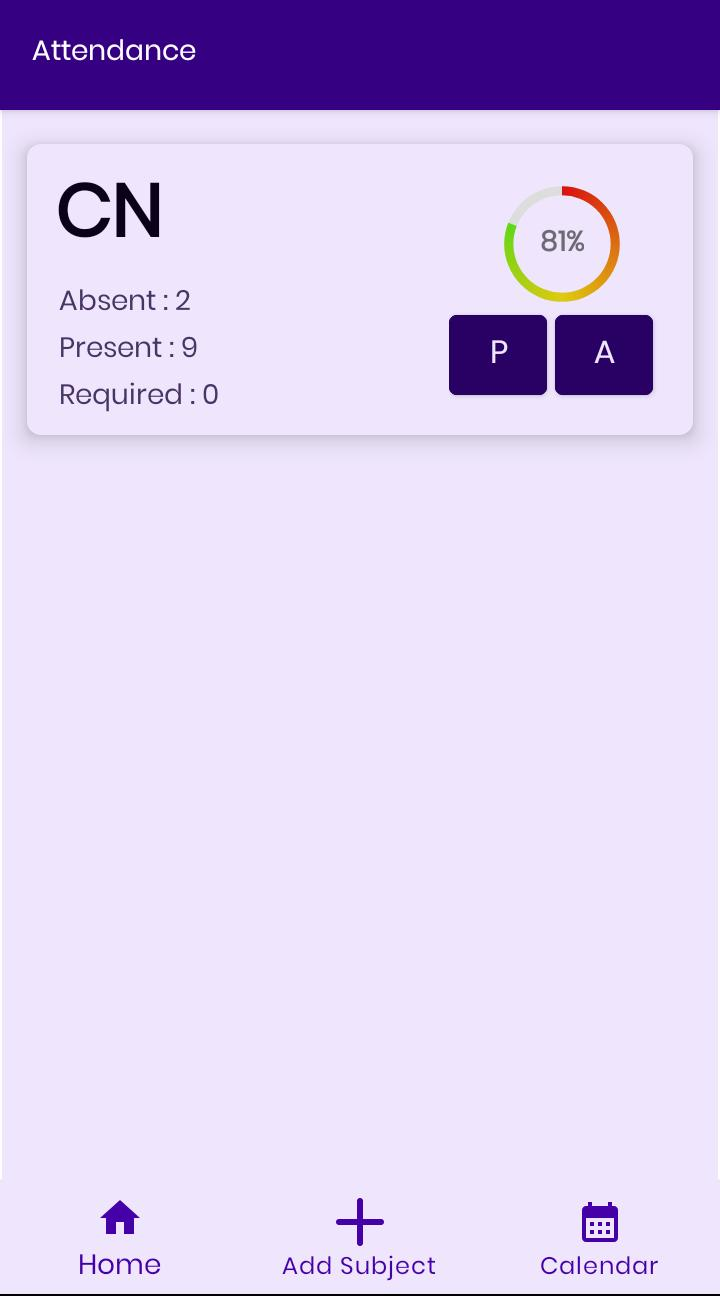 Attendance
CN
81%
Absent : 2
Present : 9
Required : 0
P A
Home Add Subject Calendar